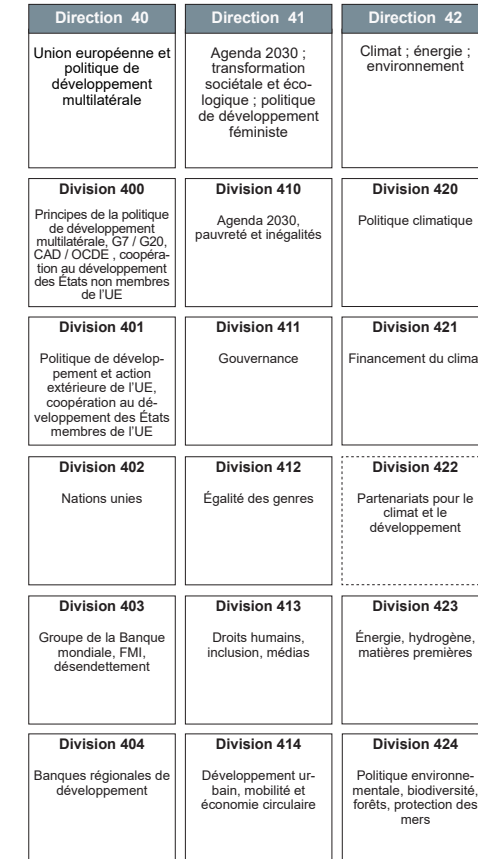 Direction 40
Union européenne et
politique de
développement
multilatérale
Division 400
Principes de la politique
de développement
multilatérale, G7 / G20,
CAD / OCDE , coopéra-
tion au développement
des États non membres
de l'UE
Division 401
Politique de dévelop-
pement et action
extérieure de l'UE,
coopération au dé-
veloppement des États
membres de l'UE
Division 402
Nations unies
Division 403
Groupe de la Banque
mondiale, FMI,
désendettement
Division 404
Banques régionales de
développement
Direction 41
Agenda 2030 ;
transformation
sociétale et éco-
logique ; politique
de développement
féministe
Division 410
Agenda 2030,
pauvreté et inégalités
Division 411
Gouvernance
Division 412
Égalité des genres
Division 413
Droits humains,
inclusion, médias
Division 414
Développement ur-
bain, mobilité et
économie circulaire
Direction 42
Climat ; énergie ;
environnement
Division 420
Politique climatique
Division 421
Financement du clima
Division 422
Partenariats pour le
climat et le
développement
Division 423
Énergie, hydrogène,
matières premières
Division 424
Politique environne-
mentale, biodiversité,
forêts, protection des
mers